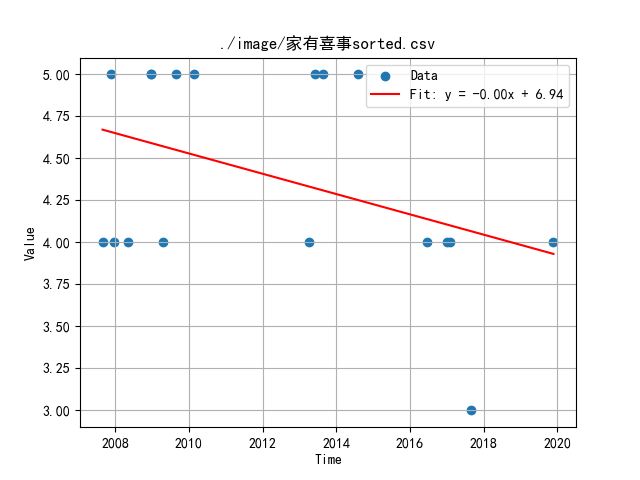 ./image/家有喜事sorted.csv
5.00
4.75
4.50
4.25
4.00
3.75
3.50
3.25
3.00
Value
Data
Fit: y = -0.00x + 6.94
2008 2010 2012 2014 2016 2018 2020
Time